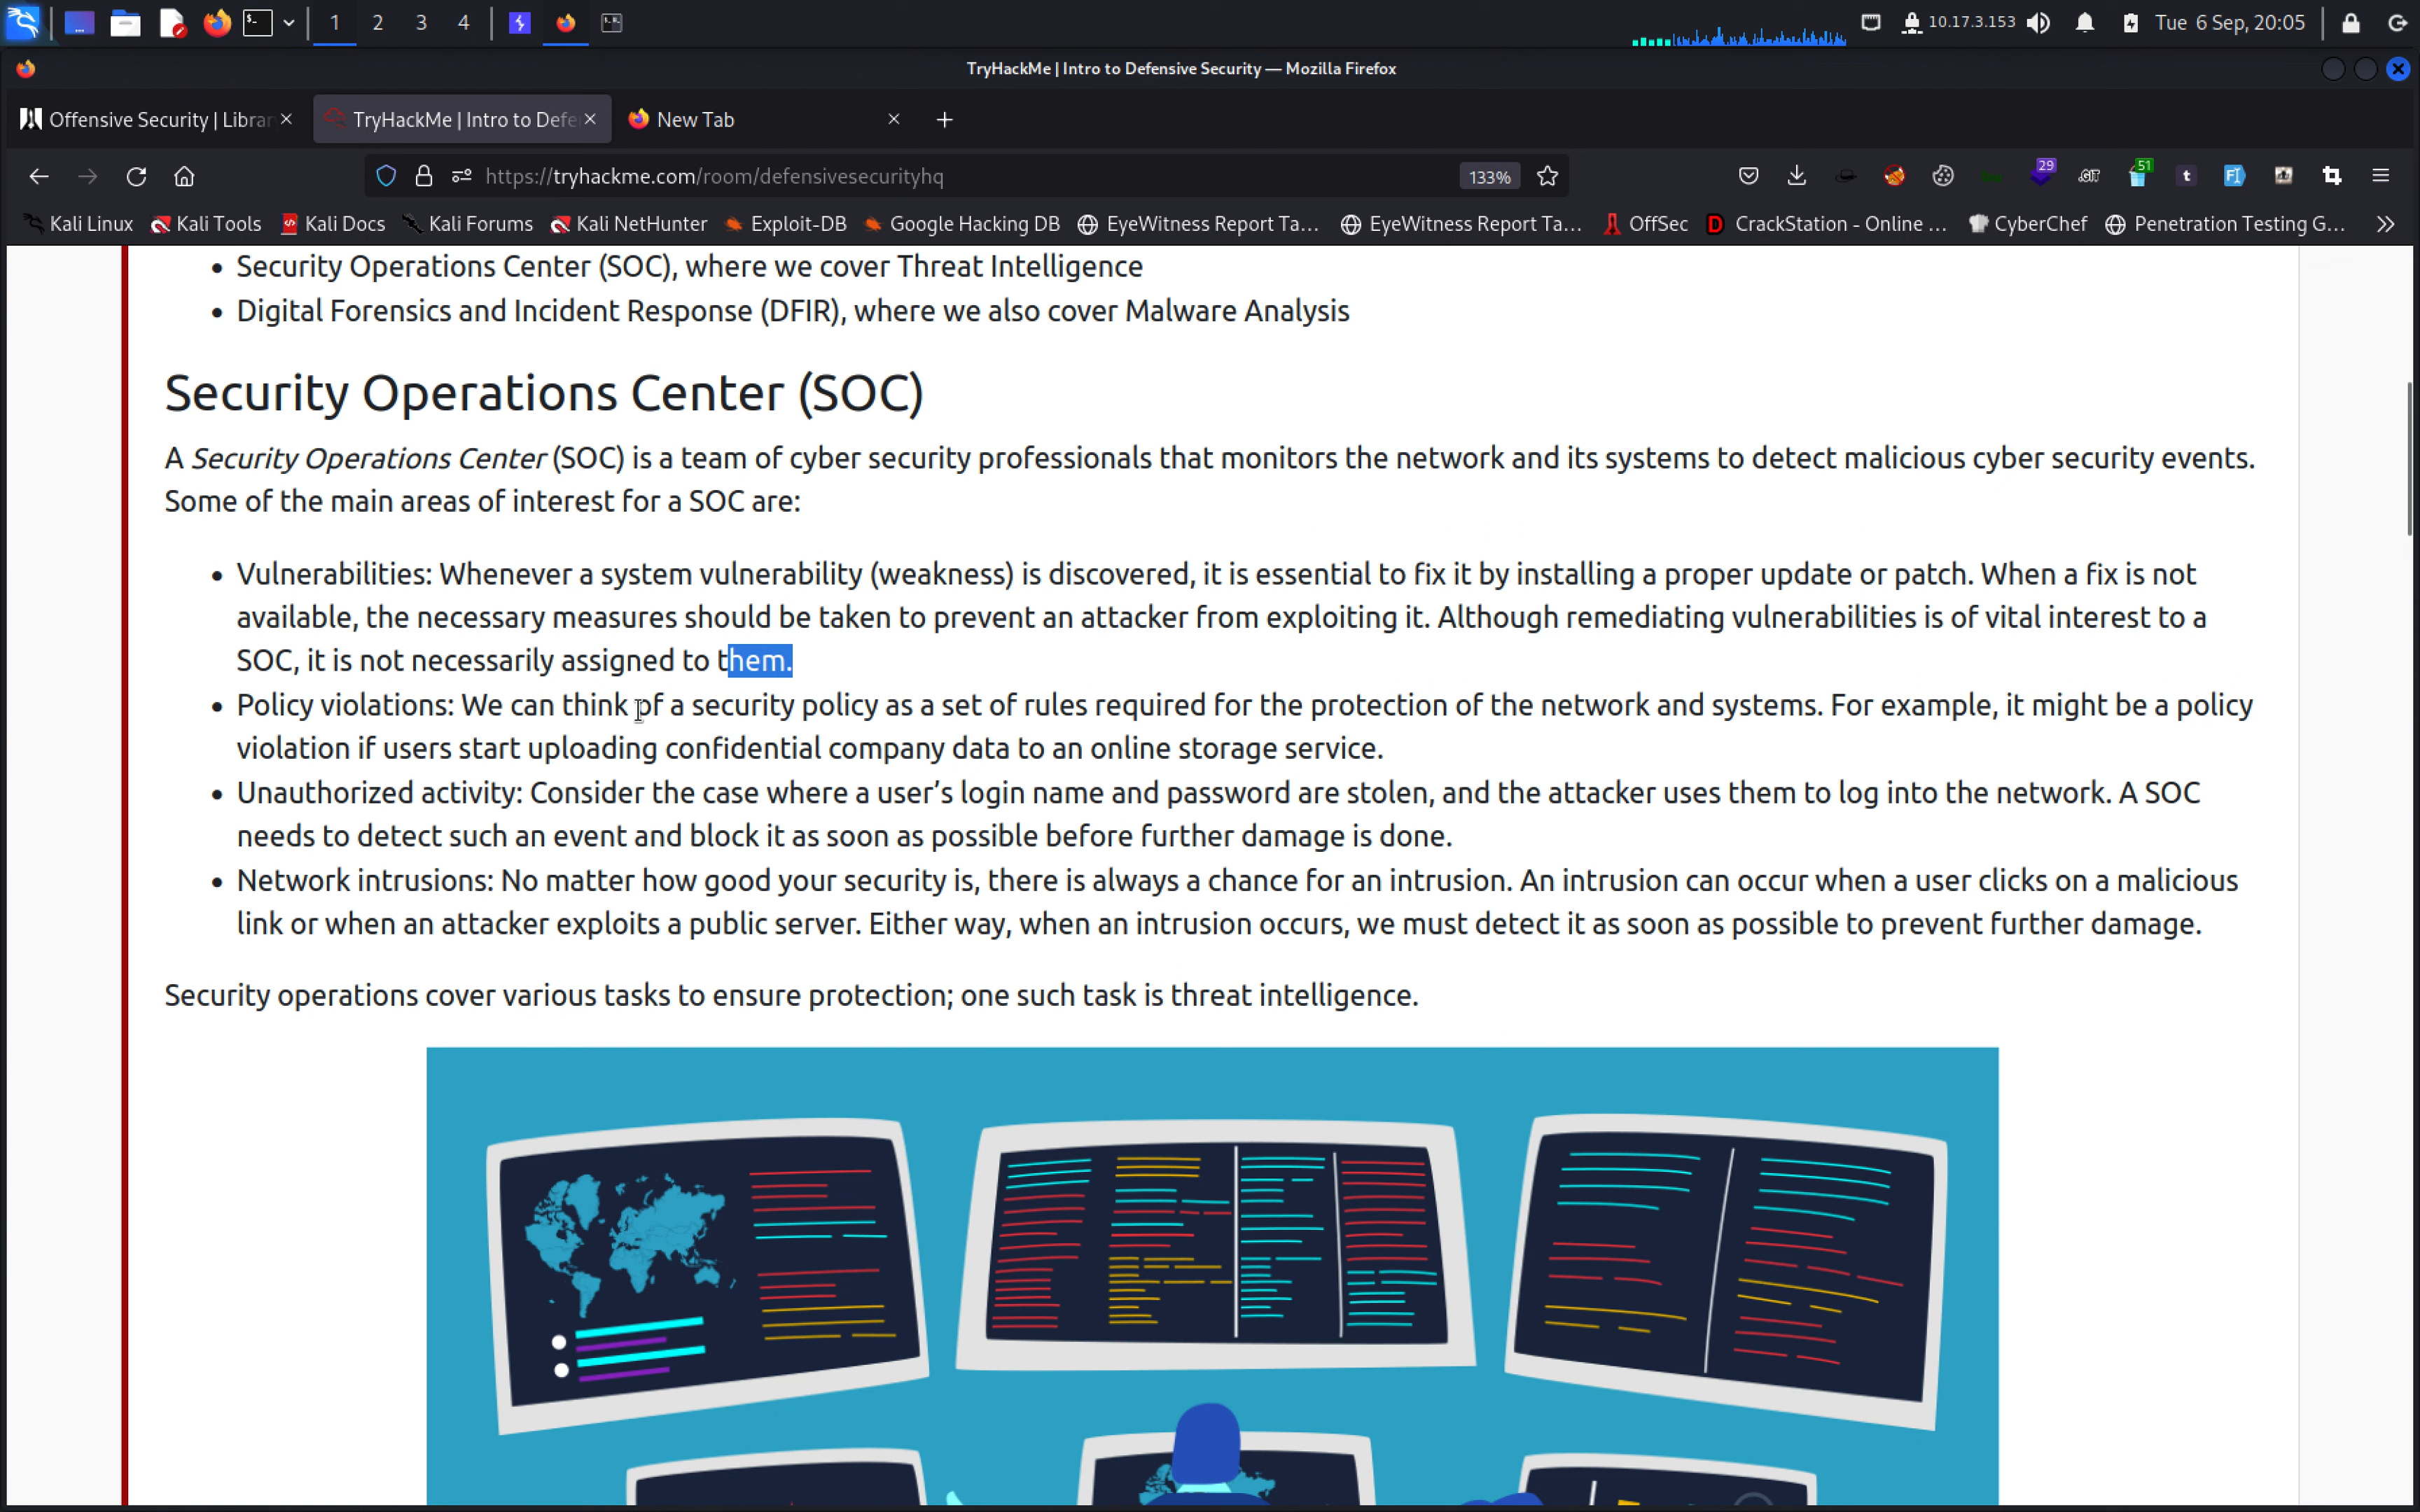 1 2 3 4
10.17.3.153
Tue 6 Sep, 20:05
TryHackMe | Intro to Defensive Security — Mozilla Firefox
Offensive Security | Librar
TryHackMe | Intro to Defe
New Tab
https://tryhackme.com/room/defensivesecurityhq
133%
29
.GIT
51
t
Kali Linux Kali Tools Kali Docs Kali Forums Kali NetHunter Exploit-DB Google Hacking DB EyeWitness Report Ta... EyeWitness Report Ta... OffSec CrackStation - Online ... CyberChef Penetration Testing G...
• Security Operations Center (SOC), where we cover Threat Intelligence
• Digital Forensics and Incident Response (DFIR), where we also cover Malware Analysis
Security Operations Center (SOC)
A Security Operations Center (SOC) is a team of cyber security professionals that monitors the network and its systems to detect malicious cyber security events.
Some of the main areas of interest for a SOC are:
• Vulnerabilities: Whenever a system vulnerability (weakness) is discovered, it is essential to fix it by installing a proper update or patch. When a fix is not
available, the necessary measures should be taken to prevent an attacker from exploiting it. Although remediating vulnerabilities is of vital interest to a
SOC, it is not necessarily assigned to them.
• Policy violations: We can think of a security policy as a set of rules required for the protection of the network and systems. For example, it might be a policy
violation if users start uploading confidential company data to an online storage service.
• Unauthorized activity: Consider the case where a user’s login name and password are stolen, and the attacker uses them to log into the network. A SOC
needs to detect such an event and block it as soon as possible before further damage is done.
• Network intrusions: No matter how good your security is, there is always a chance for an intrusion. An intrusion can occur when a user clicks on a malicious
link or when an attacker exploits a public server. Either way, when an intrusion occurs, we must detect it as soon as possible to prevent further damage.
Security operations cover various tasks to ensure protection; one such task is threat intelligence.